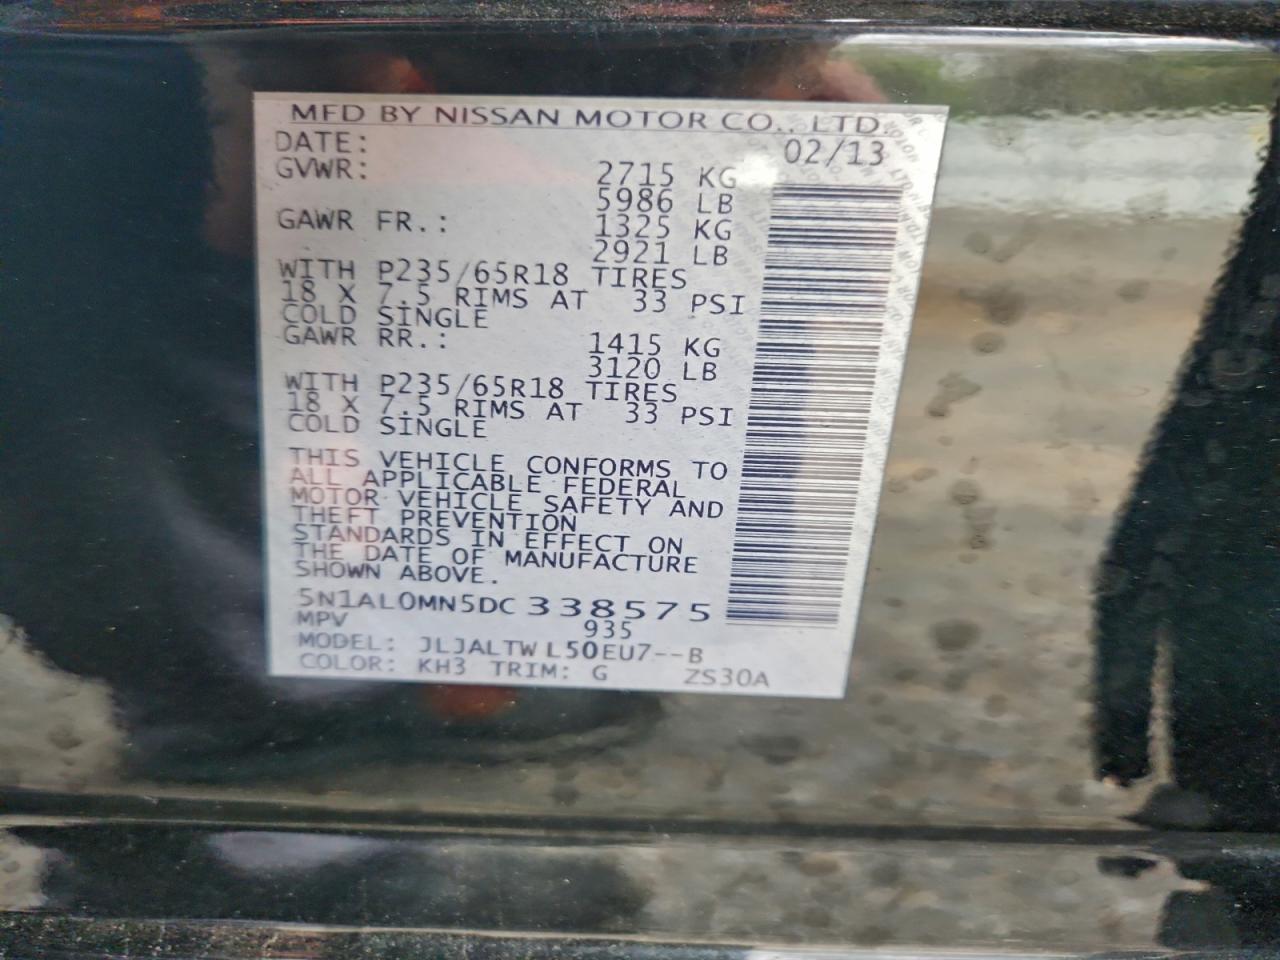 MFD BY NISSAN MOTOR CO., LTD.
DATE: 02/13
GVWR: 2715 KG
5986 LB
GAWR FR.: 1325 KG
2921 LB
WITH P235/65R18 TIRES
18 X 7.5 RIMS AT 33 PSI
COLD SINGLE
GAWR RR.: 1415 KG
3120 LB
WITH P235/65R18 TIRES
18 X 7.5 RIMS AT 33 PSI
COLD SINGLE
THIS VEHICLE CONFORMS TO
ALL APPLICABLE FEDERAL
MOTOR VEHICLE SAFETY AND
THEFT PREVENTION
STANDARDS IN EFFECT ON
THE DATE OF MANUFACTURE
SHOWN ABOVE.
5N1AL0MN5DC338575
MPV 935
MODEL: JLJALTWL50EU7--B
COLOR: KH3 TRIM: G ZS30A